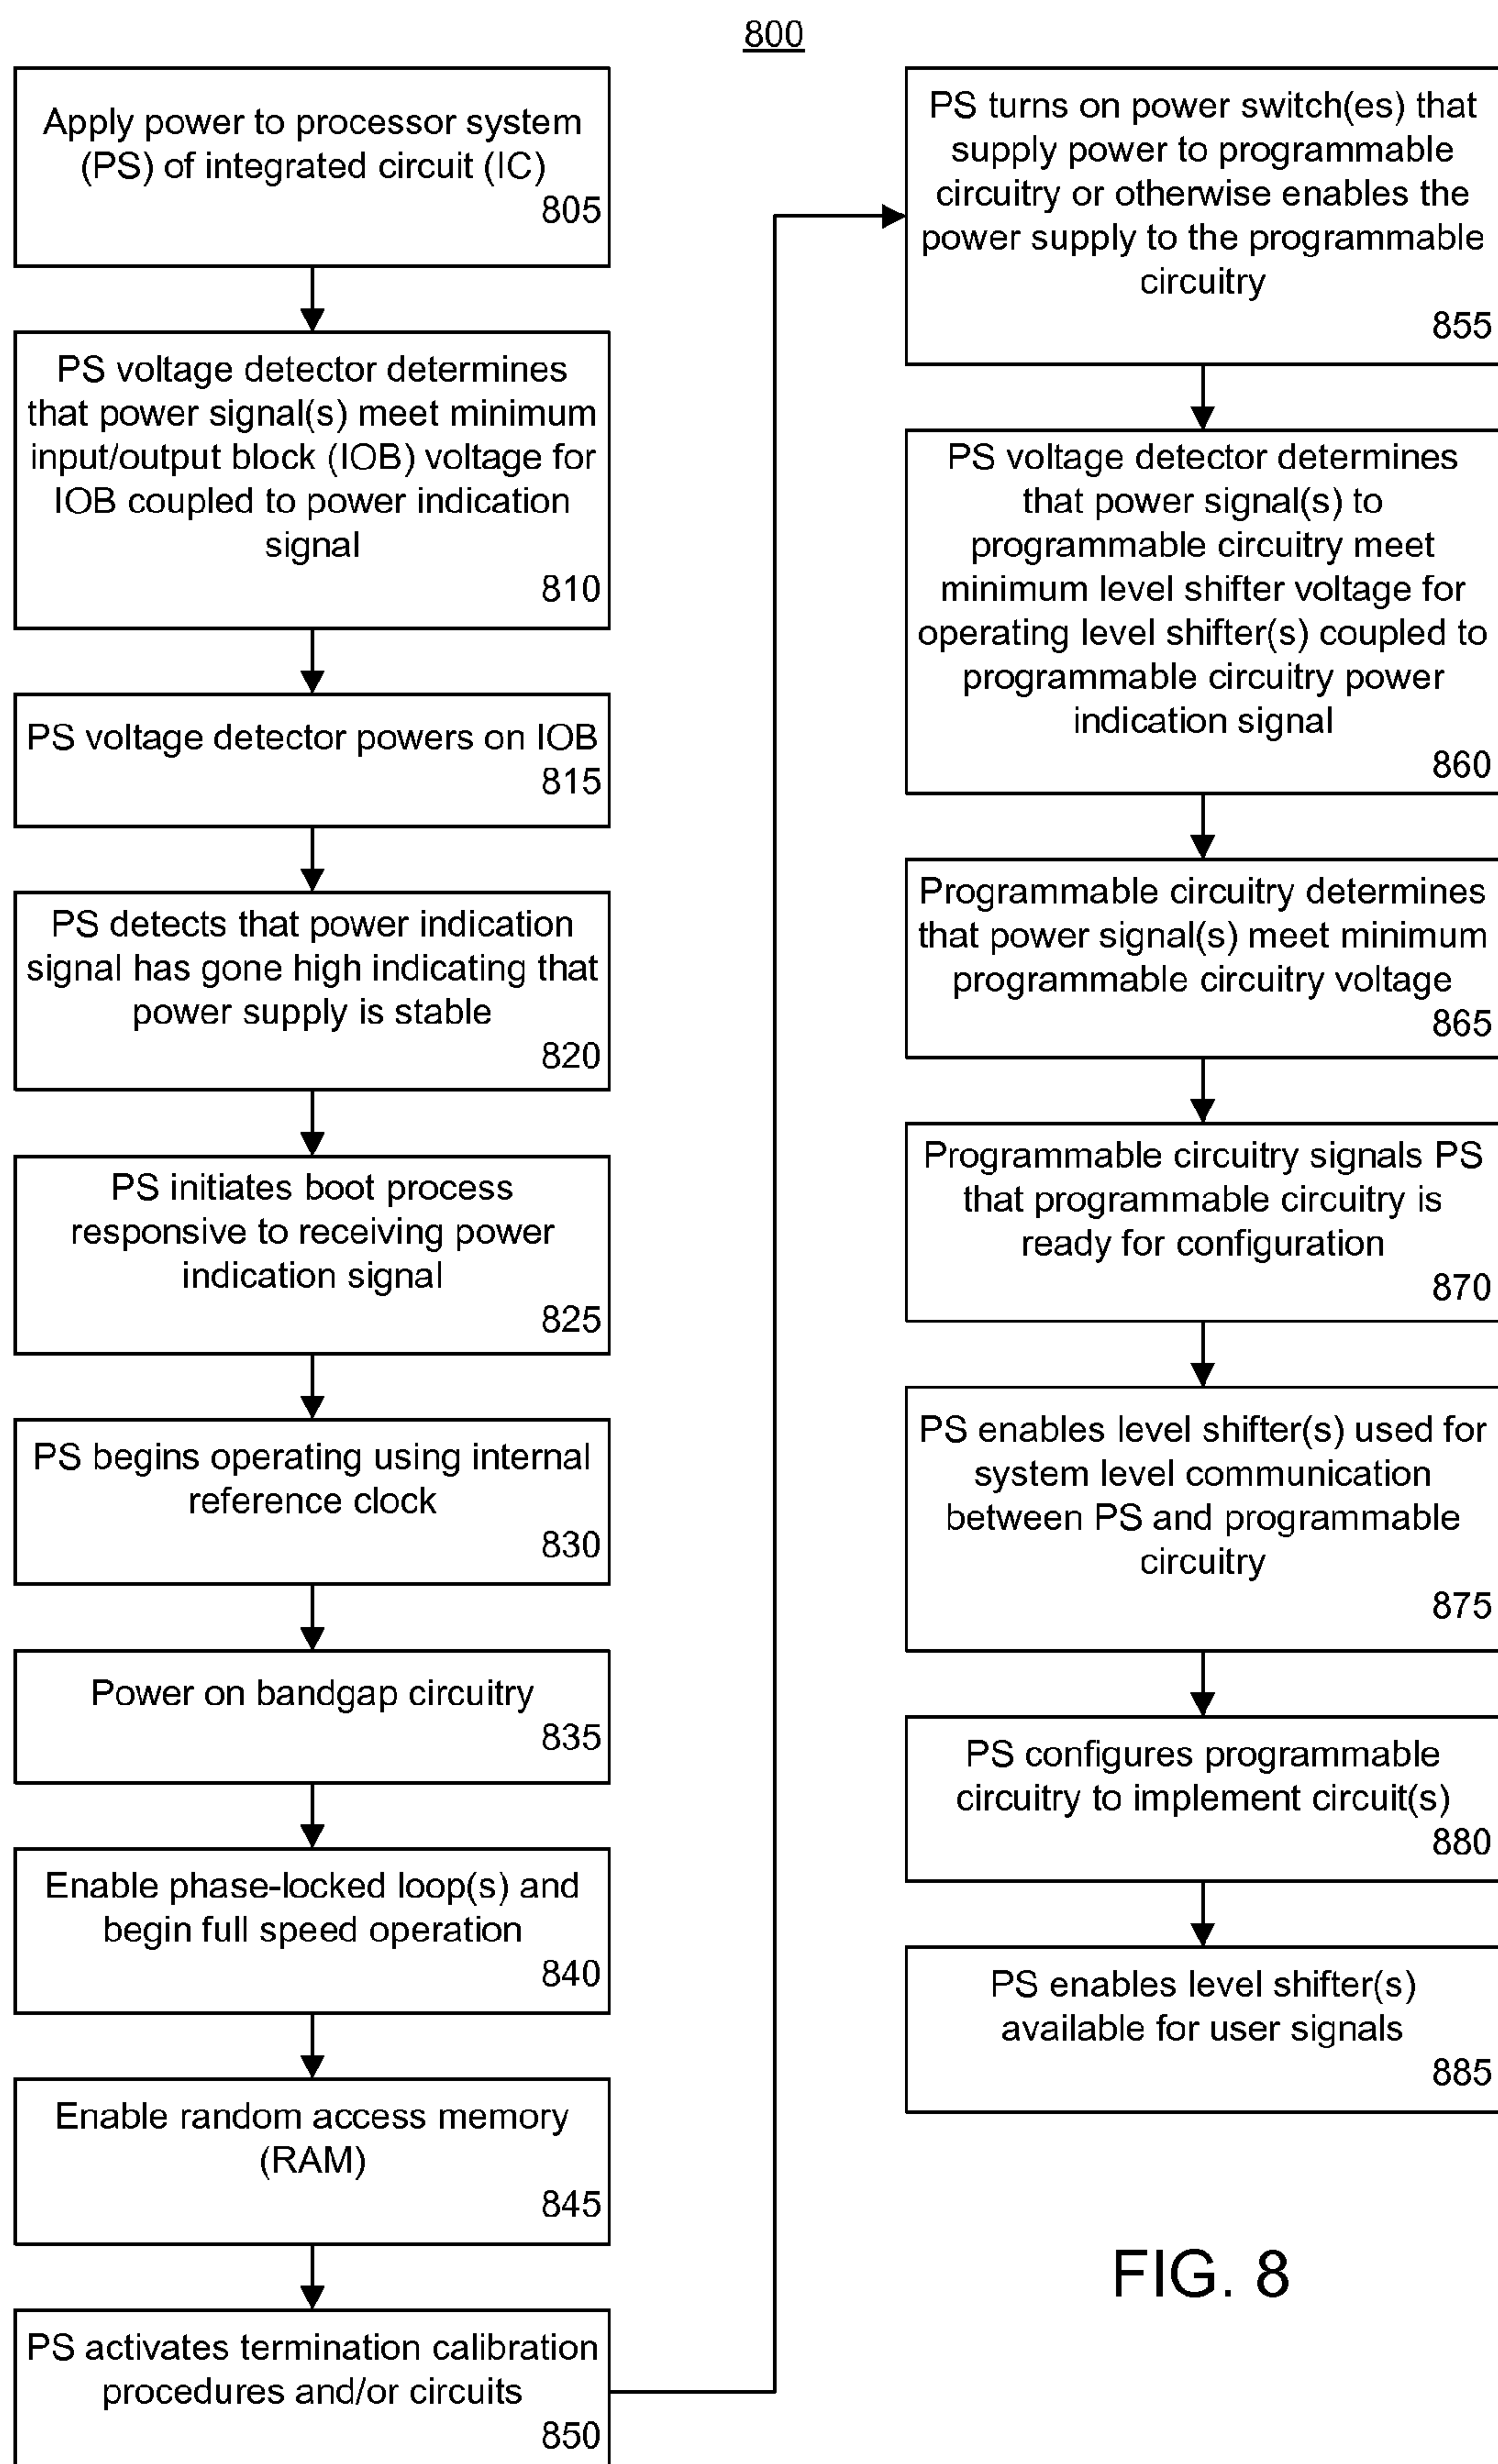 800
Apply power to processor system
(PS) of integrated circuit (IC)
805
PS voltage detector determines
that power signal(s) meet minimum
input/output block (IOB) voltage for
IOB coupled to power indication
signal
810
PS voltage detector powers on IOB
815
PS detects that power indication
signal has gone high indicating that
power supply is stable
820
PS initiates boot process
responsive to receiving power
indication signal
825
PS begins operating using internal
reference clock
830
Power on bandgap circuitry
835
Enable phase-locked loop(s) and
begin full speed operation
840
Enable random access memory
(RAM)
845
PS activates termination calibration
procedures and/or circuits
850
PS turns on power switch(es) that
supply power to programmable
circuitry or otherwise enables the
power supply to the programmable
circuitry
855
PS voltage detector determines
that power signal(s) to
programmable circuitry meet
minimum level shifter voltage for
operating level shifter(s) coupled to
programmable circuitry power
indication signal
860
Programmable circuitry determines
that power signal(s) meet minimum
programmable circuitry voltage
865
Programmable circuitry signals PS
that programmable circuitry is
ready for configuration
870
PS enables level shifter(s) used for
system level communication
between PS and programmable
circuitry
875
PS configures programmable
circuitry to implement circuit(s)
880
PS enables level shifter(s)
available for user signals
885
FIG. 8